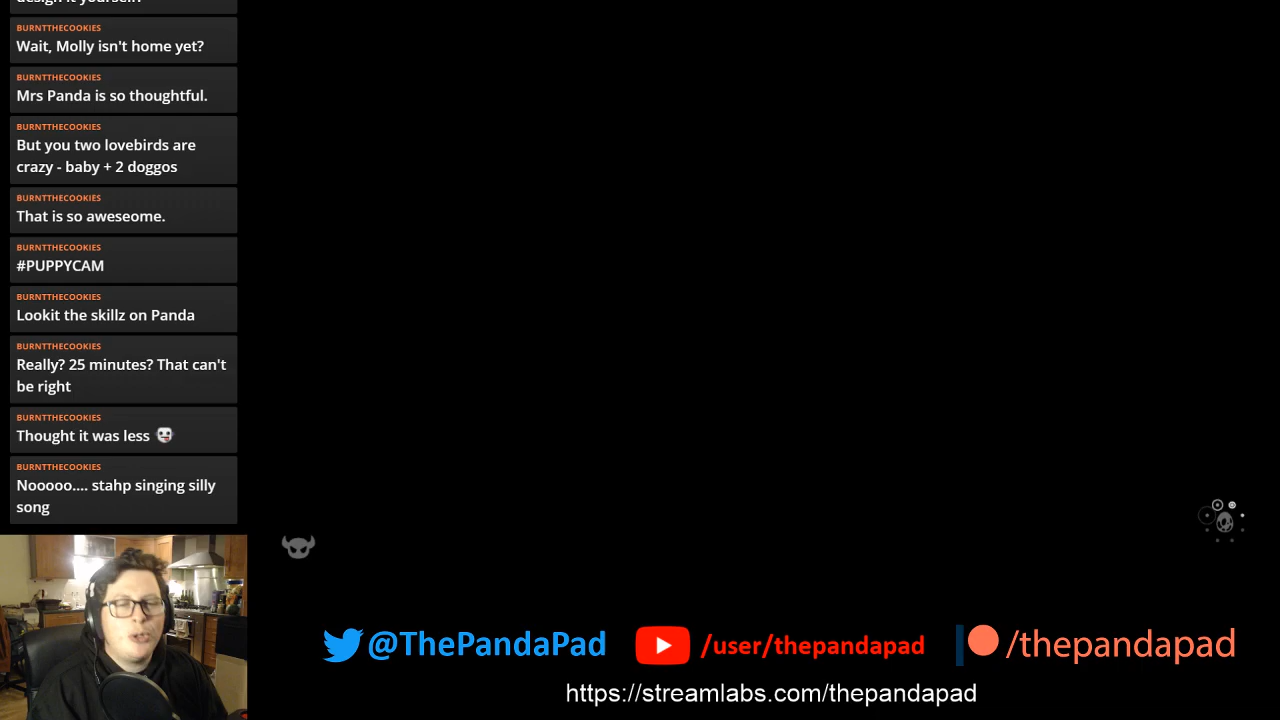 design it yourself
BURNTTHECOOKIES
Wait, Molly isn't home yet?
BURNTTHECOOKIES
Mrs Panda is so thoughtful.
BURNTTHECOOKIES
But you two lovebirds are
crazy - baby + 2 doggos
BURNTTHECOOKIES
That is so aweseome.
BURNTTHECOOKIES
#PUPPYCAM
BURNTTHECOOKIES
Lookit the skillz on Panda
BURNTTHECOOKIES
Really? 25 minutes? That can't
be right
BURNTTHECOOKIES
Thought it was less
BURNTTHECOOKIES
Nooooo.... stahp singing silly
song
@ThePandaPad /user/thepandapad /thepandapad
https://streamlabs.com/thepandapad